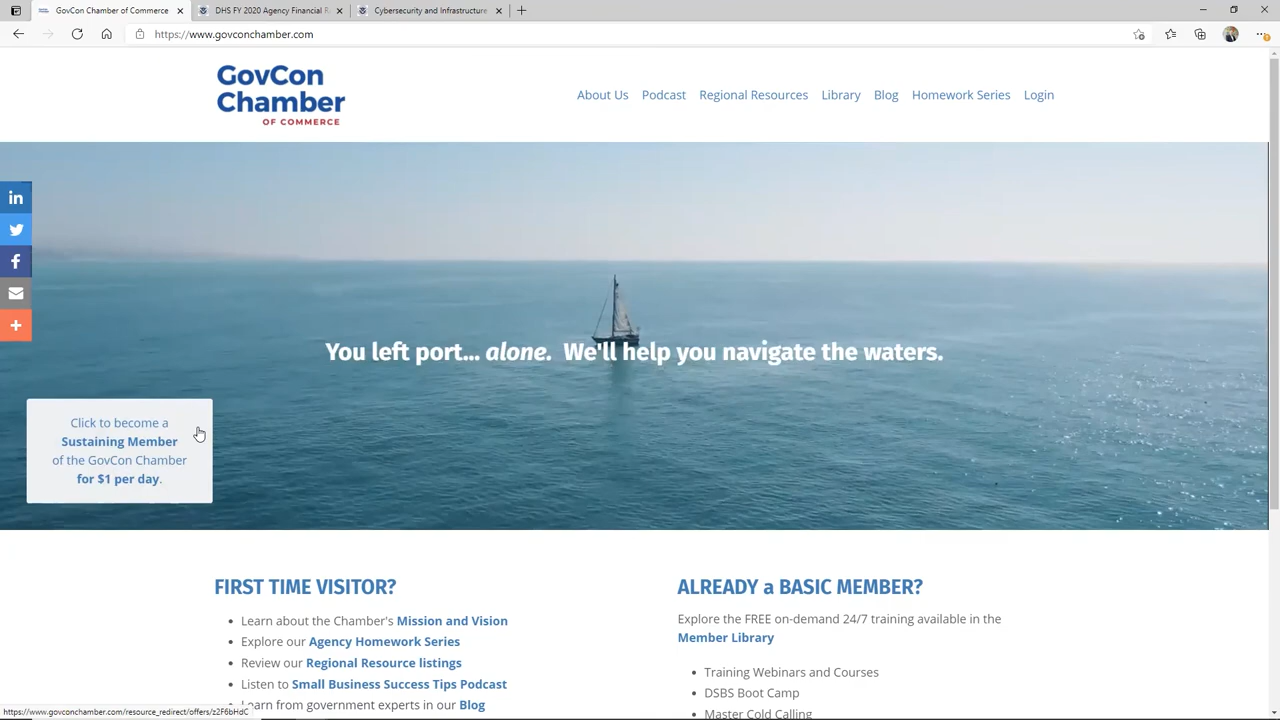 GovCon Chamber of Commerce
DHS FY 2020 Agency Financial R
Cybersecurity and Infrastructure
https://www.govconchamber.com
GovCon
Chamber
OF COMMERCE
About Us Podcast Regional Resources Library Blog Homework Series Login
in
You left port... alone. We'll help you navigate the waters.
Click to become a
Sustaining Member
of the GovCon Chamber
for $1 per day.
FIRST TIME VISITOR?
• Learn about the Chamber's Mission and Vision
• Explore our Agency Homework Series
• Review our Regional Resource listings
• Listen to Small Business Success Tips Podcast
Learn from government experts in our Blog
ALREADY a BASIC MEMBER?
Explore the FREE on-demand 24/7 training available in the
Member Library
• Training Webinars and Courses
• DSBS Boot Camp
• Master Cold Calling
https://www.govconchamber.com/resource_redirect/offers/z2F6bHdC